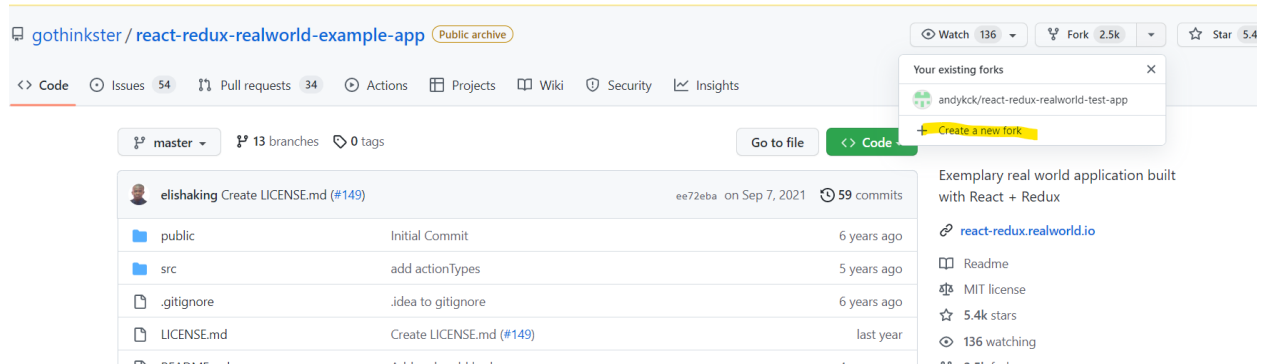 gothinkster / react-redux-realworld-example-app Public archive
Watch 136 Fork 2.5k Star 5.4
Code Issues 54 Pull requests 34 Actions Projects Wiki Security Insights
Your existing forks
andykck/react-redux-realworld-test-app
Create a new fork
master 13 branches 0 tags Go to file Code
elishaking Create LICENSE.md (#149) ee72eba on Sep 7, 2021 59 commits
public Initial Commit 6 years ago
src add actionTypes 5 years ago
.gitignore .idea to gitignore 6 years ago
LICENSE.md Create LICENSE.md (#149) last year
Exemplary real world application built
with React + Redux
react-redux.realworld.io
Readme
MIT license
5.4k stars
136 watching